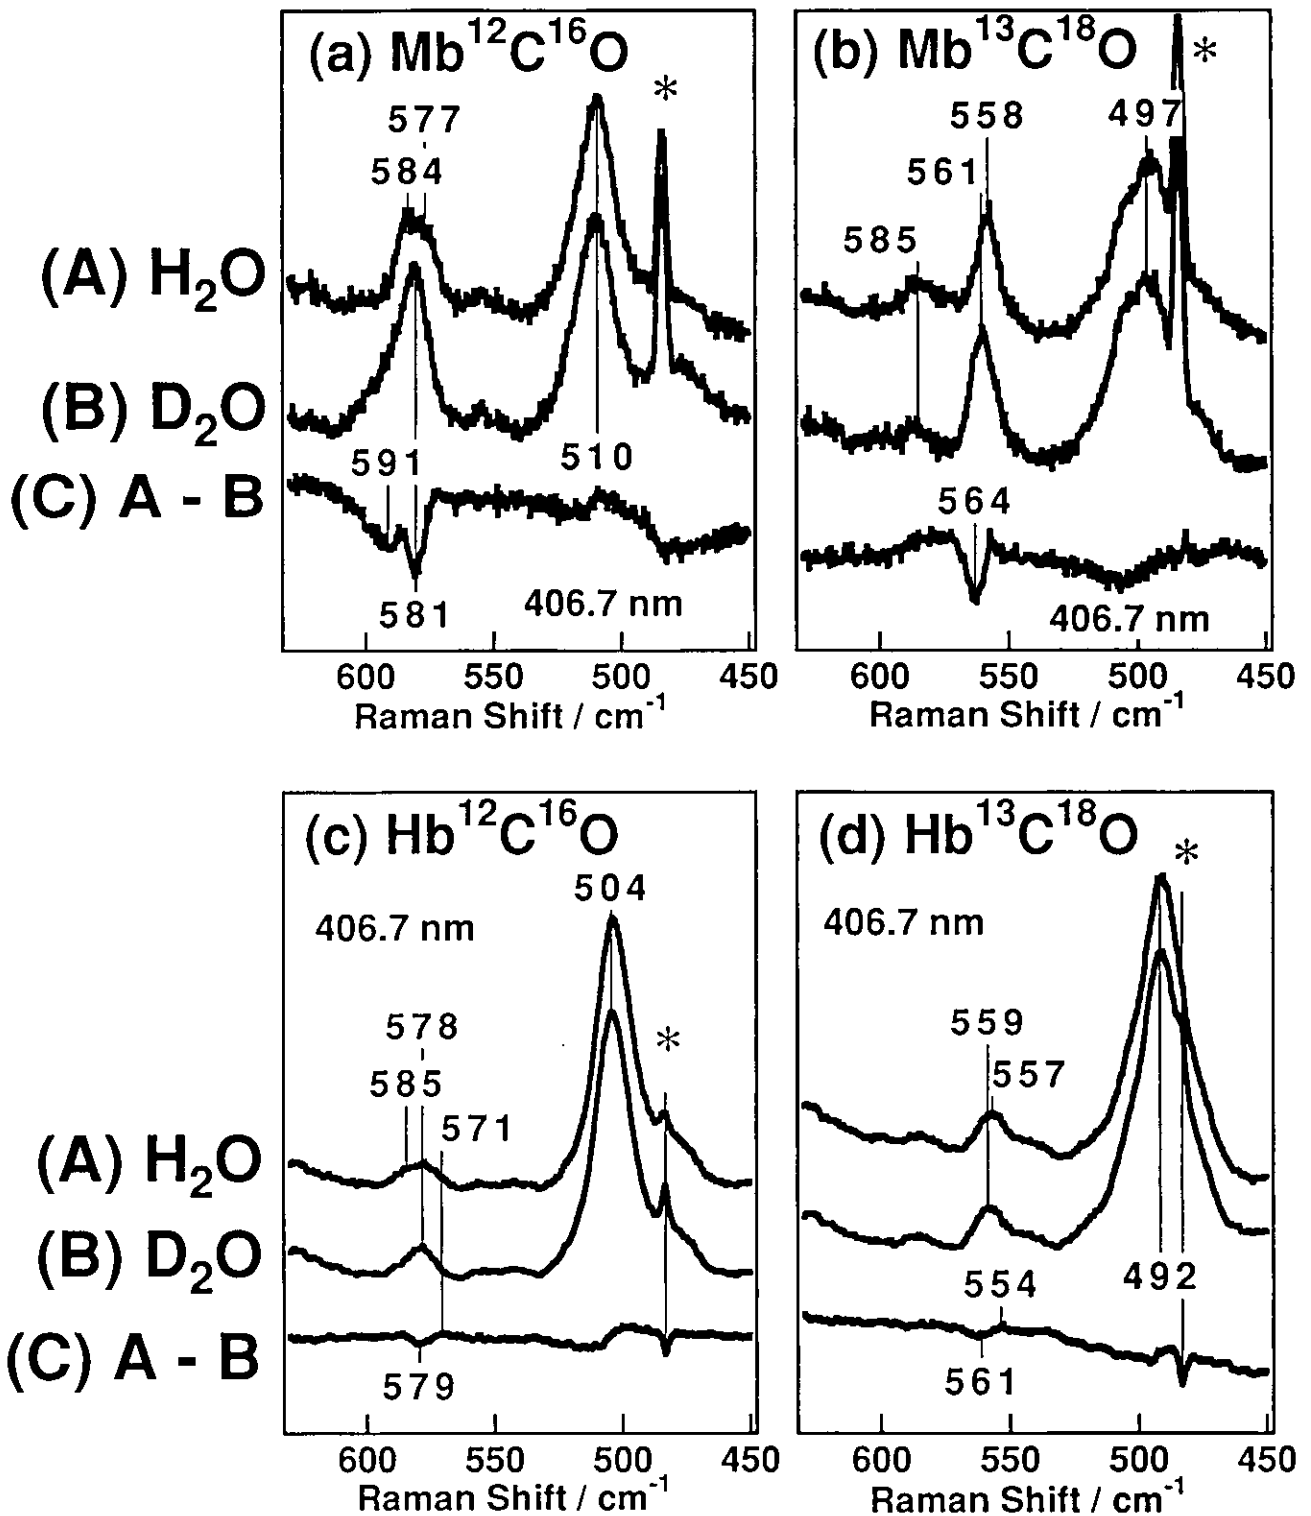 (a) Mb¹²C¹⁶O
*
577
584
(A) H₂O
(B) D₂O
591
510
(C) A - B
581
406.7 nm
600 550 500 450
Raman Shift / cm⁻¹
(b) Mb¹³C¹⁸O
*
558
497
561
585
564
406.7 nm
600 550 500 450
Raman Shift / cm⁻¹
(c) Hb¹²C¹⁶O
504
406.7 nm
578
*
585
571
(A) H₂O
(B) D₂O
(C) A - B
579
600 550 500 450
Raman Shift / cm⁻¹
(d) Hb¹³C¹⁸O
*
406.7 nm
559
557
554
492
561
600 550 500 450
Raman Shift / cm⁻¹